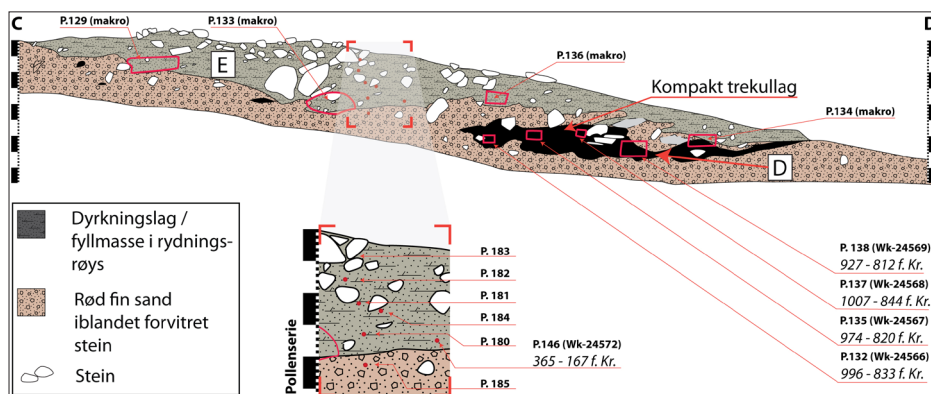 C
D
P.129 (makro)
P.133 (makro)
E
P.136 (makro)
Kompakt trekullag
P.134 (makro)
D
Dyrkningslag /
fyllmasse i rydnings-
røys
Rød fin sand
iblandet forvitret
stein
Stein
Pollenserie
P. 183
P. 182
P. 181
P. 184
P. 180
P. 185
P.146 (Wk-24572)
365 - 167 f. Kr.
P. 138 (Wk-24569)
927 - 812 f. Kr.
P.137 (Wk-24568)
1007 - 844 f. Kr.
P.135 (Wk-24567)
974 - 820 f. Kr.
P.132 (Wk-24566)
996 - 833 f. Kr.